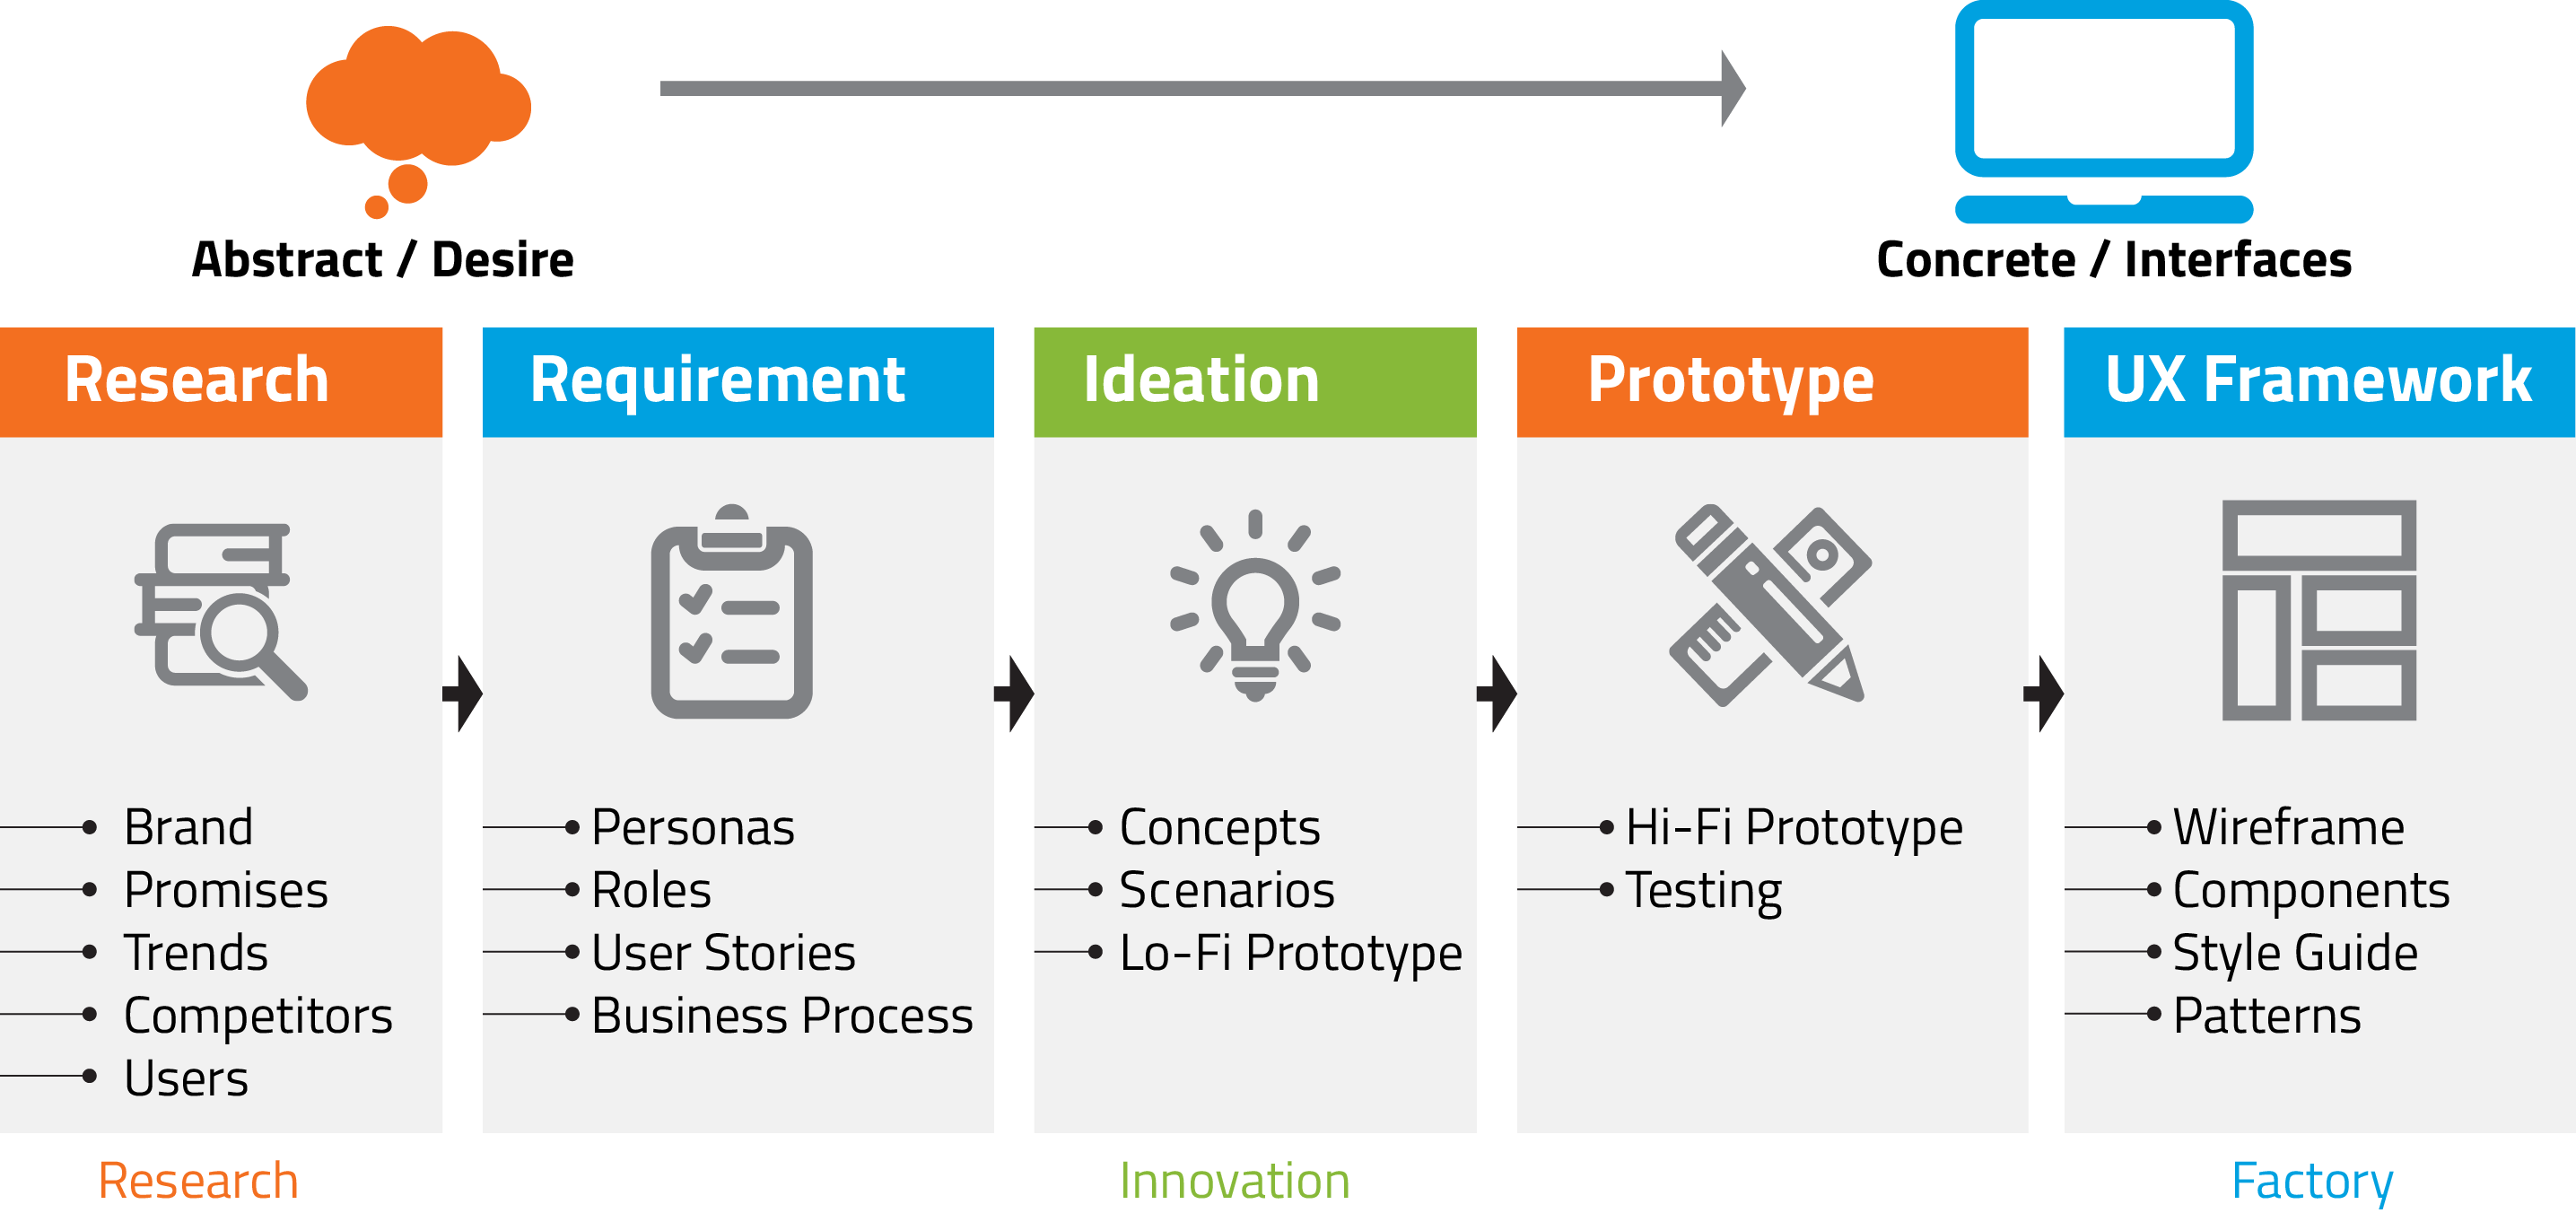 Abstract / Desire
Concrete / Interfaces
Research
Requirement
Ideation
Prototype
UX Framework
Brand
Promises
Trends
Competitors
Users
Personas
Roles
User Stories
Business Process
Concepts
Scenarios
Lo-Fi Prototype
Hi-Fi Prototype
Testing
Wireframe
Components
Style Guide
Patterns
Research
Innovation
Factory